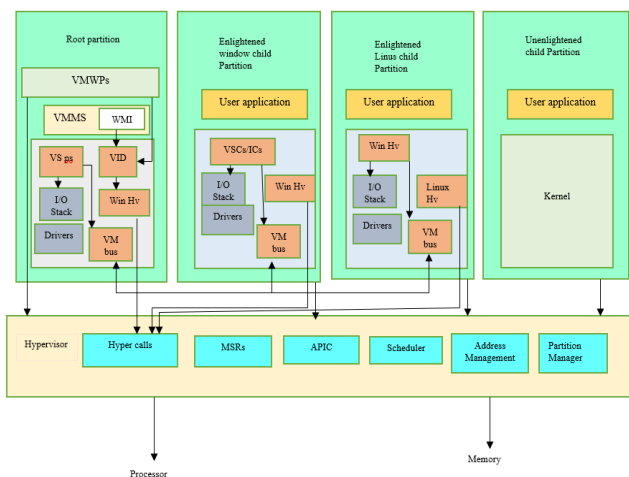 Root partition
VMWPs
VMMS
WMI
VS ps
VID
I/O
Stack
Win Hv
Drivers
VM
bus
Enlightened
window child
Partition
User application
VSCs/ICs
I/O
Stack
Win Hv
Drivers
VM
bus
Enlightened
Linus child
Partition
User application
Win Hv
I/O
Stack
Linux
Hv
Drivers
VM
bus
Unenlightened
child Partition
User application
Kernel
Hypervisor
Hyper calls
MSRs
APIC
Scheduler
Address
Management
Partition
Manager
Processor
Memory